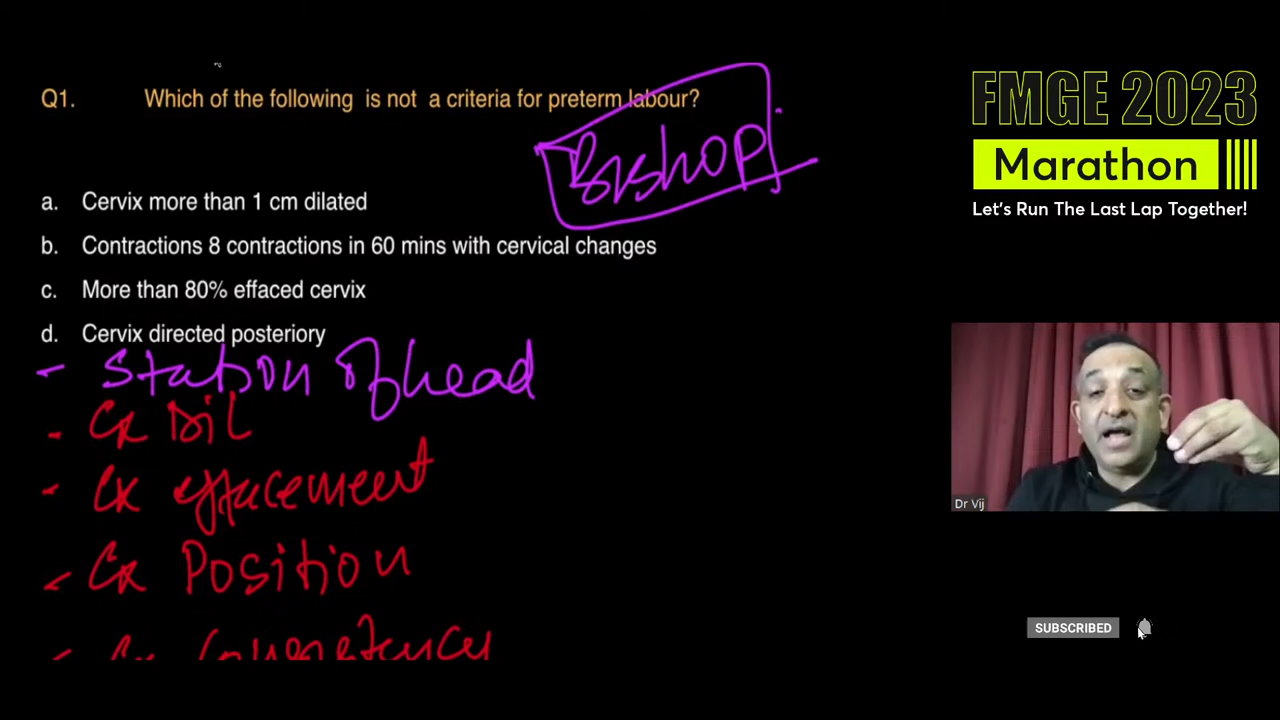 Q1. Which of the following is not a criteria for preterm labour?
Bishop
a. Cervix more than 1 cm dilated
b. Contractions 8 contractions in 60 mins with cervical changes
c. More than 80% effaced cervix
d. Cervix directed posteriory
- Station of head
- Cx Dil
- Cx effacement
- Cx Position
- Cx
FMGE 2023
Marathon
Let's Run The Last Lap Together!
Dr Vij
SUBSCRIBED